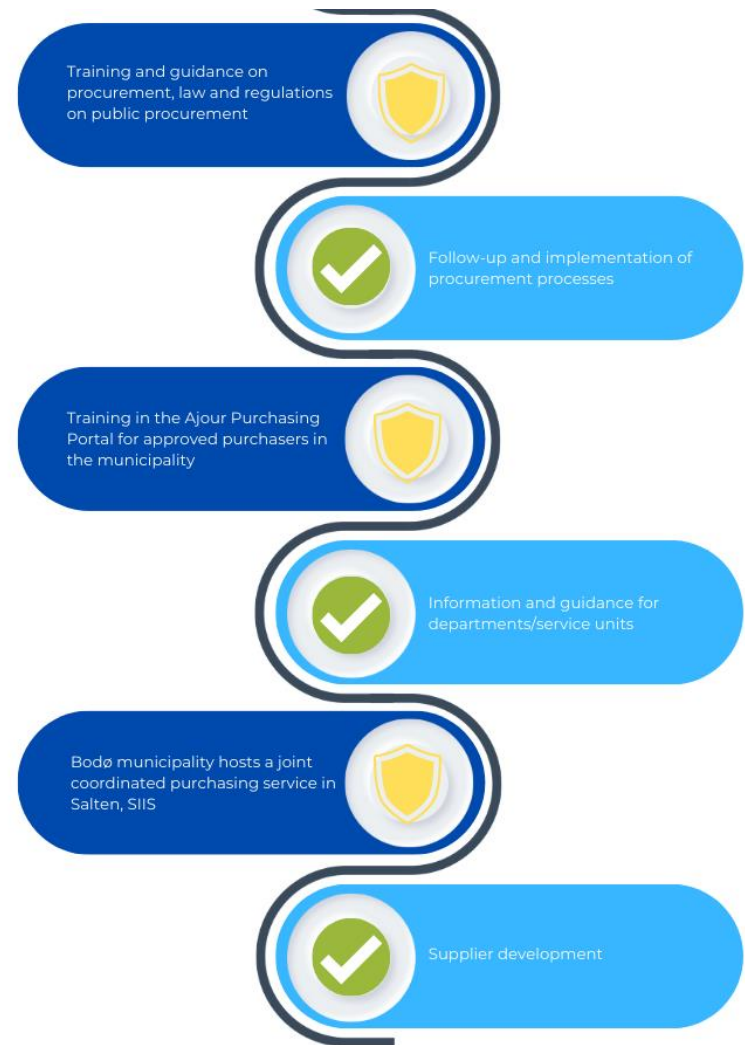 Training and guidance on
procurement, law and regulations
on public procurement
Follow-up and implementation of
procurement processes
Training in the Ajour Purchasing
Portal for approved purchasers in
the municipality
Information and guidance for
departments/service units
Bodø municipality hosts a joint
coordinated purchasing service in
Salten, SIIS
Supplier development